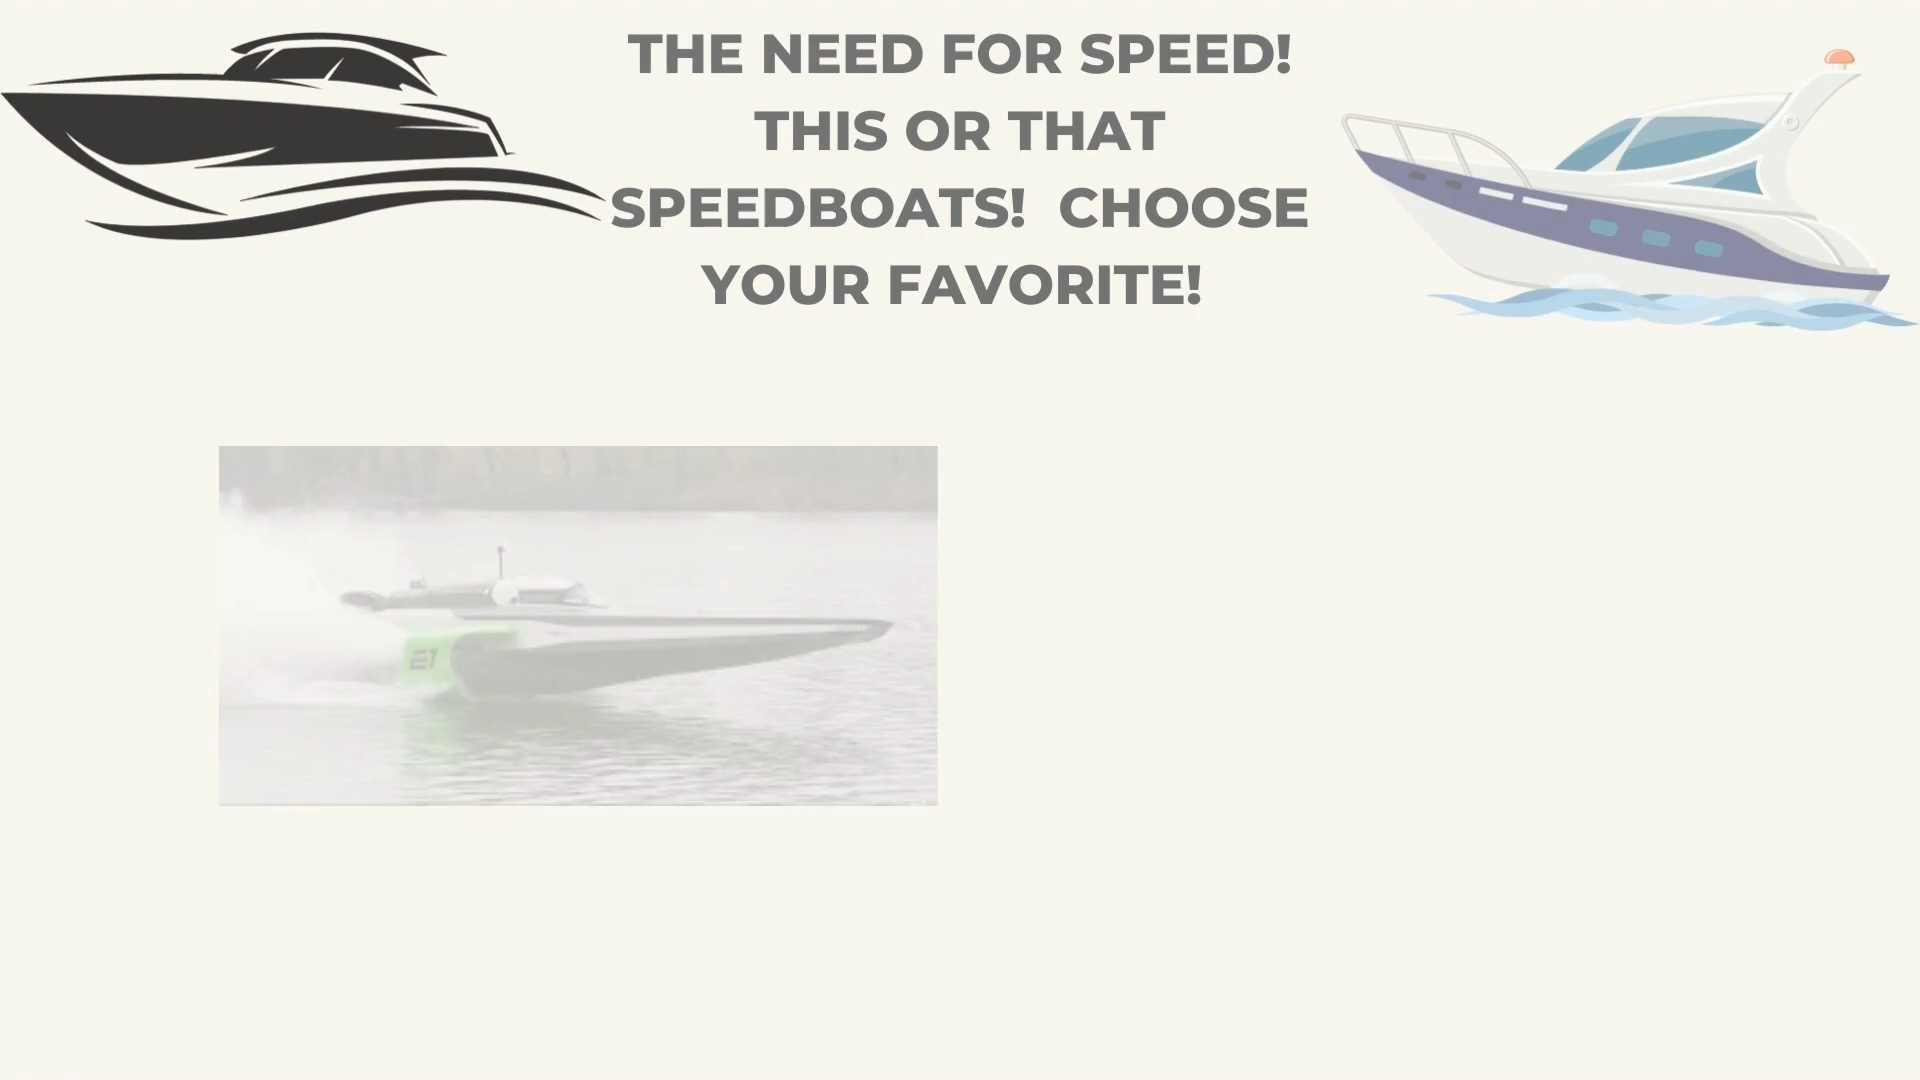 THE NEED FOR SPEED!
THIS OR THAT
SPEEDBOATS!  CHOOSE
YOUR FAVORITE!
E1